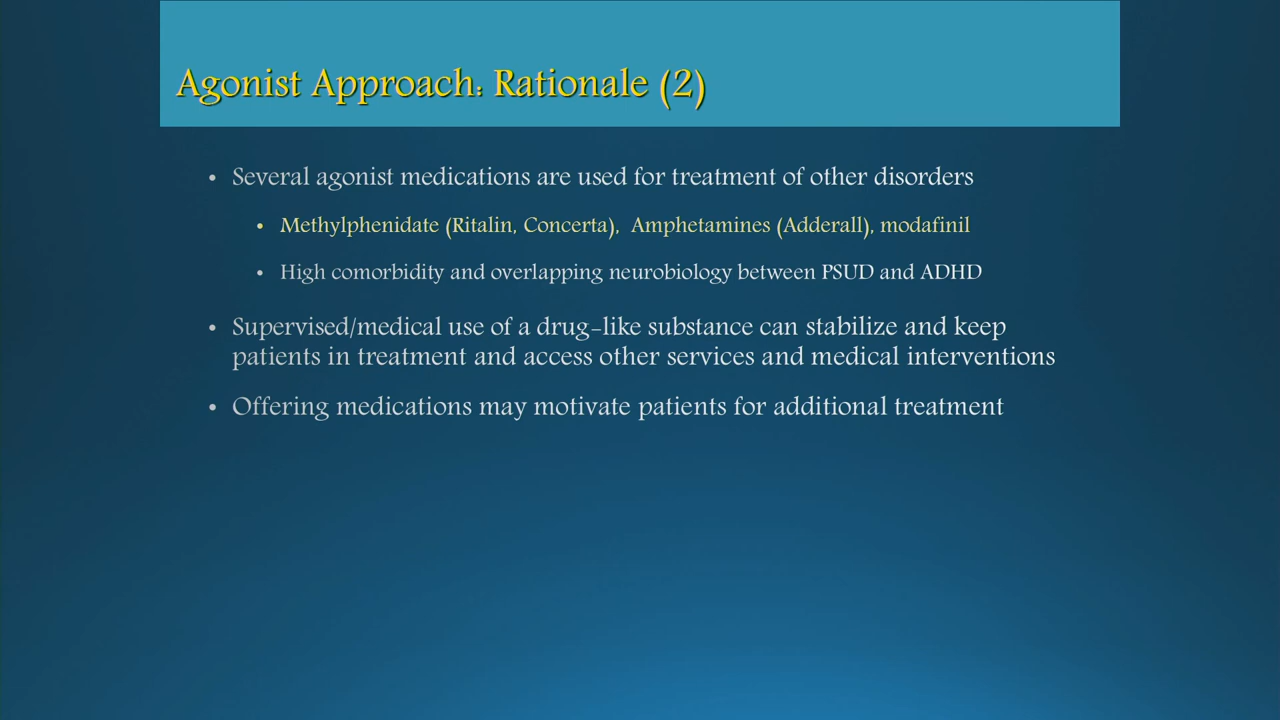 Agonist Approach: Rationale (2)
• Several agonist medications are used for treatment of other disorders
• Methylphenidate (Ritalin, Concerta), Amphetamines (Adderall), modafinil
• High comorbidity and overlapping neurobiology between PSUD and ADHD
• Supervised/medical use of a drug-like substance can stabilize and keep
patients in treatment and access other services and medical interventions
• Offering medications may motivate patients for additional treatment